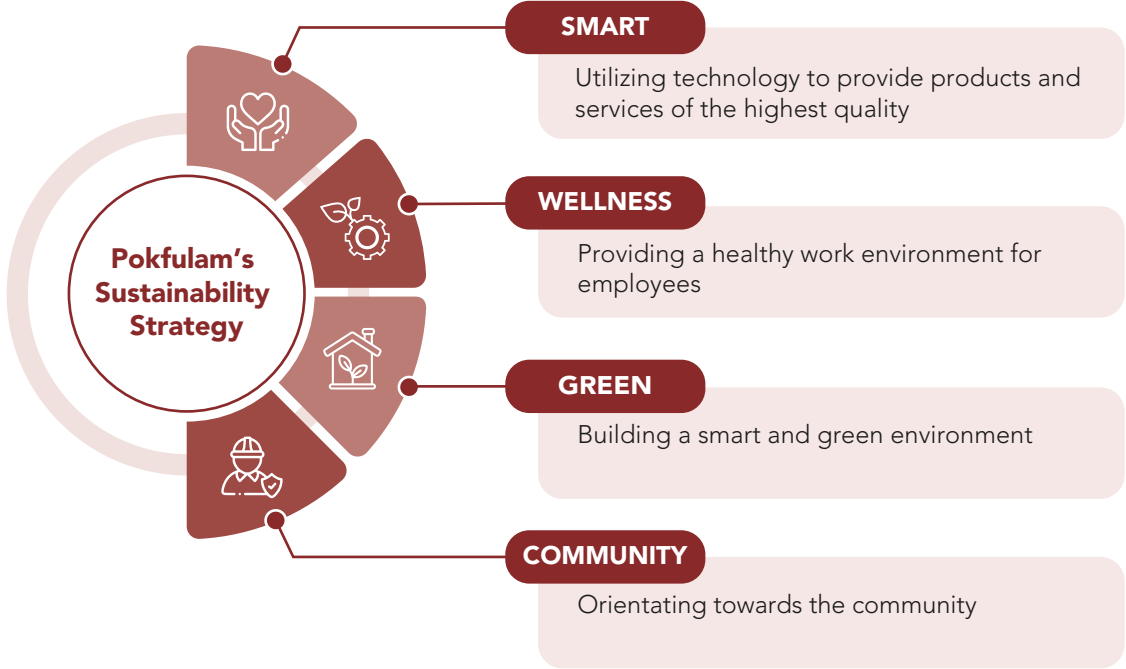 Pokfulam's
Sustainability
Strategy
SMART
Utilizing technology to provide products and
services of the highest quality
WELLNESS
Providing a healthy work environment for
employees
GREEN
Building a smart and green environment
COMMUNITY
Orientating towards the community